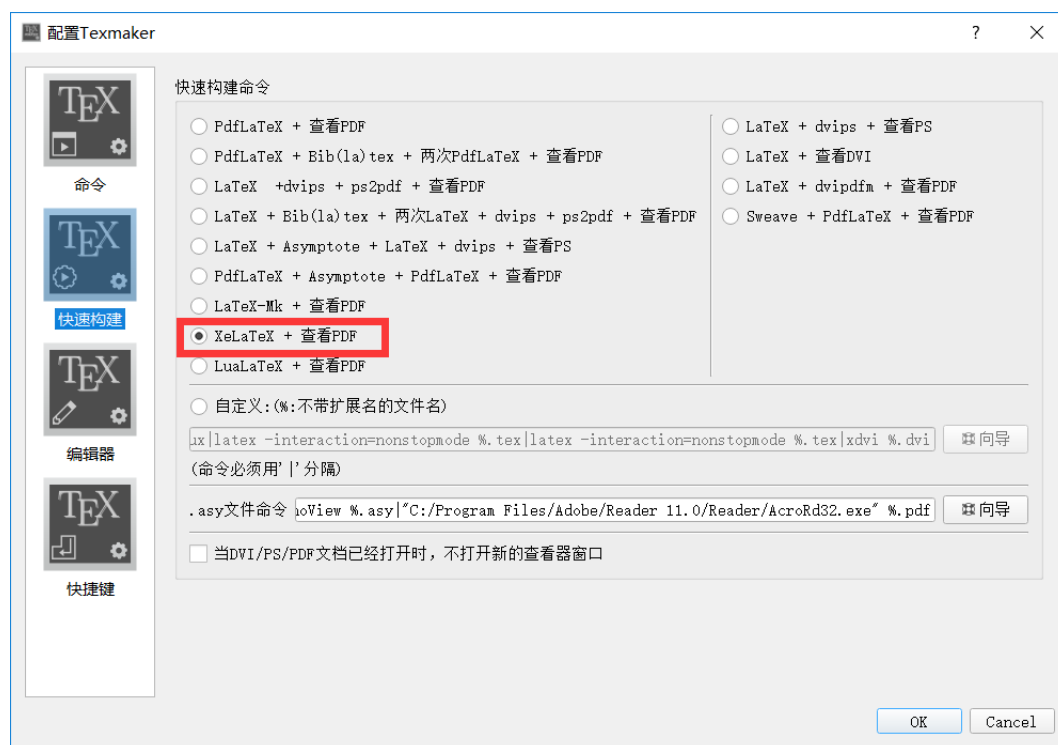 配置Texmaker
?
TEX
命令
TEX
快速构建
TEX
编辑器
TEX
快捷键
快速构建命令
PdfLaTeX + 查看PDF
PdfLaTeX + Bib(la)tex + 两次PdfLaTeX + 查看PDF
LaTeX +dvips + ps2pdf + 查看PDF
LaTeX + Bib(la)tex + 两次LaTeX + dvips + ps2pdf + 查看PDF
LaTeX + Asymptote + LaTeX + dvips + 查看PS
PdfLaTeX + Asymptote + PdfLaTeX + 查看PDF
LaTeX-Mk + 查看PDF
XeLaTeX + 查看PDF
LuaLaTeX + 查看PDF
LaTeX + dvips + 查看PS
LaTeX + 查看DVI
LaTeX + dvipdfm + 查看PDF
Sweave + PdfLaTeX + 查看PDF
自定义:(%:不带扩展名的文件名)
ux|latex -interaction=nonstopmode %.tex|latex -interaction=nonstopmode %.tex|xdvi %.dvi 向导
(命令必须用'|'分隔)
.asy文件命令 oView %.asy|"C:/Program Files/Adobe/Reader 11.0/Reader/AcroRd32.exe" %.pdf 向导
当DVI/PS/PDF文档已经打开时，不打开新的查看器窗口
OK Cancel